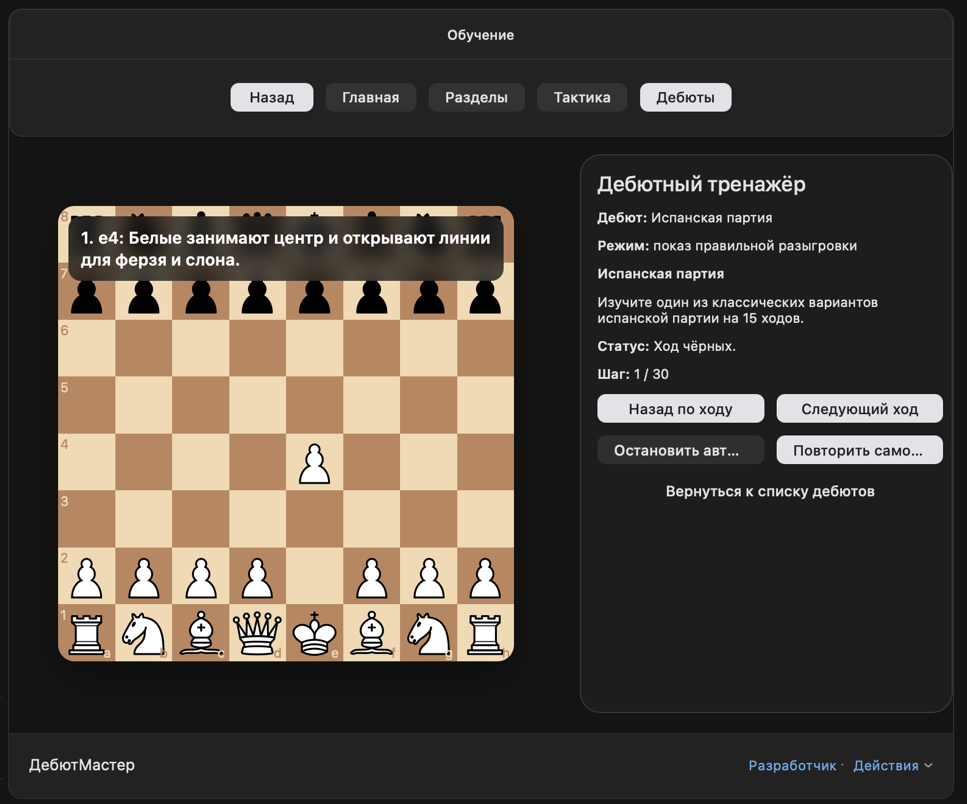 Обучение
Назад
Главная
Разделы
Тактика
Дебюты
8
1. e4: Белые занимают центр и открывают линии
для ферзя и слона.
7
6
5
4
3
2
1
a
b
c
d
e
f
g
h
Дебютный тренажёр
Дебют: Испанская партия
Режим: показ правильной разыгровки
Испанская партия
Изучите один из классических вариантов
испанской партии на 15 ходов.
Статус: Ход чёрных.
Шаг: 1 / 30
Назад по ходу
Следующий ход
Остановить авт...
Повторить само...
Вернуться к списку дебютов
ДебютМастер
Разработчик · Действия